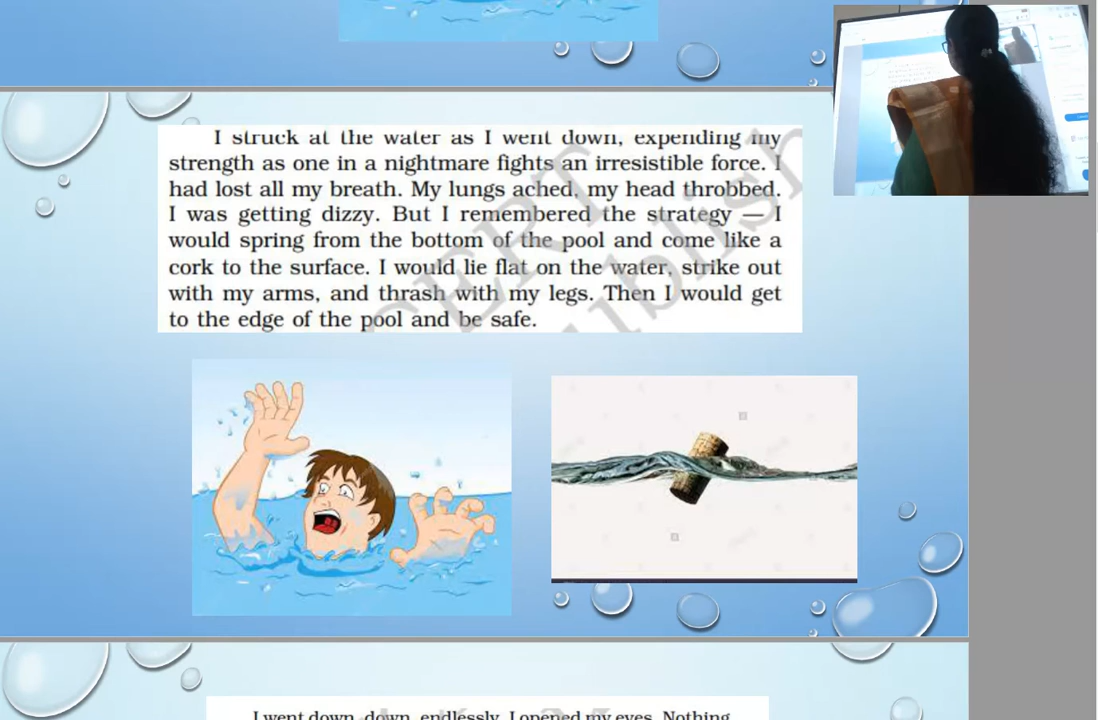 I struck at the water as I went down, expending my
strength as one in a nightmare fights an irresistible force. I
had lost all my breath. My lungs ached, my head throbbed.
I was getting dizzy. But I remembered the strategy — I
would spring from the bottom of the pool and come like a
cork to the surface. I would lie flat on the water, strike out
with my arms, and thrash with my legs. Then I would get
to the edge of the pool and be safe.
I went down, down, endlessly. I opened my eyes. Nothing